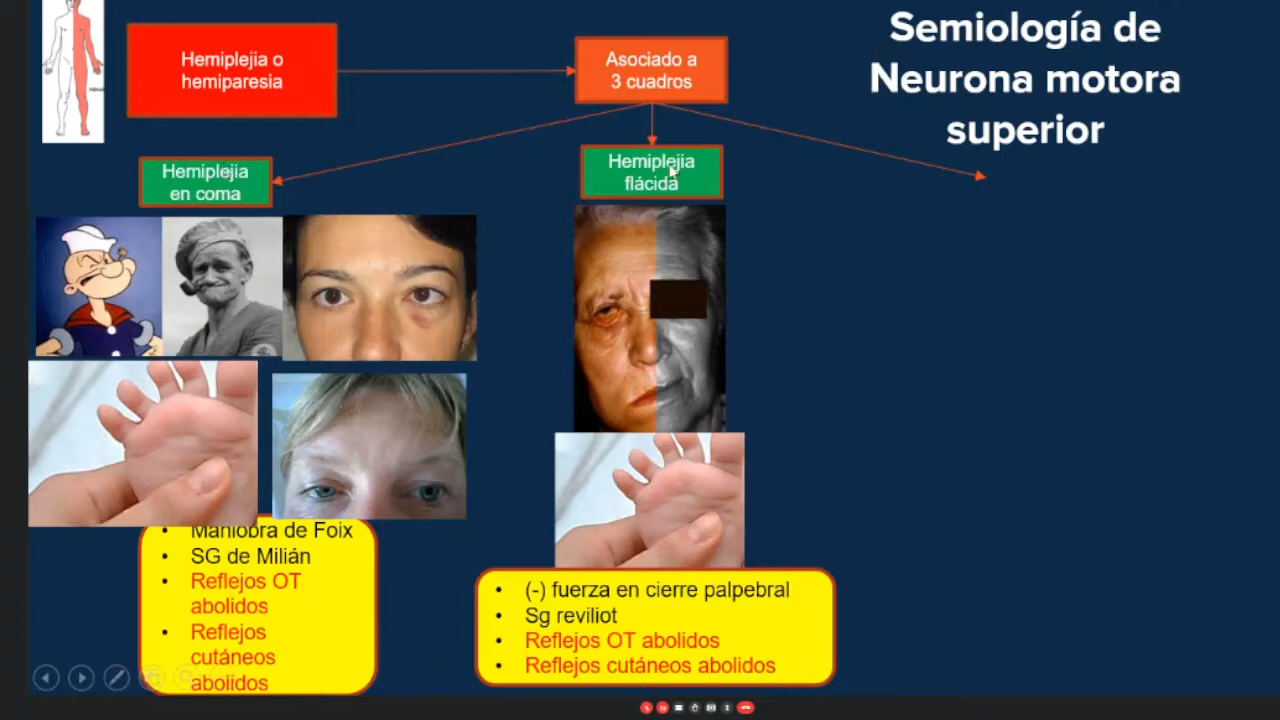 Semiología de
Neurona motora
superior
Hemiplejia o
hemiparesia
Asociado a
3 cuadros
Hemiplejia
en coma
Hemiplejia
flácida
• Maniobra de Foix
• SG de Milián
• Reflejos OT
abolidos
• Reflejos
cutáneos
abolidos
• (-) fuerza en cierre palpebral
• Sg reviliot
• Reflejos OT abolidos
• Reflejos cutáneos abolidos